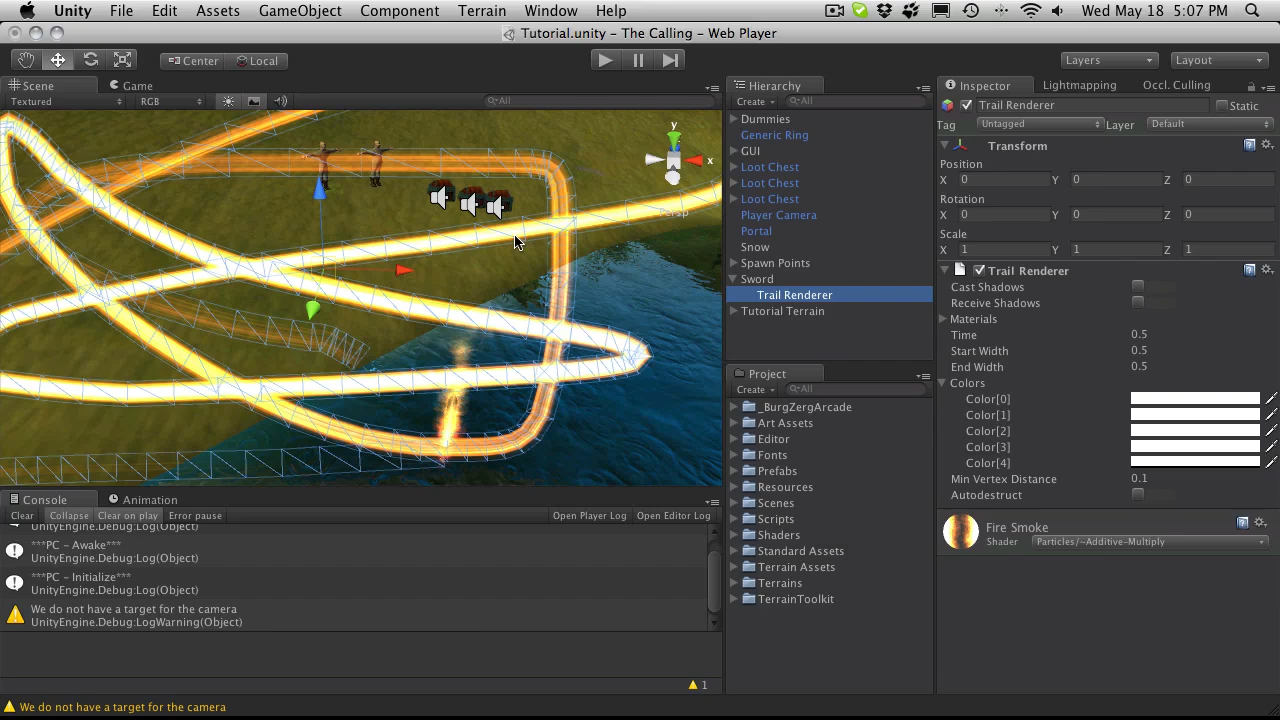 Unity File Edit Assets GameObject Component Terrain Window Help Wed May 18 5:07 PM
Tutorial.unity - The Calling - Web Player
Center Local Layers Layout
Scene Game
Textured RGB All
y
x
Persp
Hierarchy
Create All
Dummies
Generic Ring
GUI
Loot Chest
Loot Chest
Loot Chest
Player Camera
Portal
Snow
Spawn Points
Sword
Trail Renderer
Tutorial Terrain
Project
Create All
_BurgZergArcade
Art Assets
Editor
Fonts
Prefabs
Resources
Scenes
Scripts
Shaders
Standard Assets
Terrain Assets
Terrains
TerrainToolkit
Inspector Lightmapping Occl. Culling
Trail Renderer Static
Tag Untagged Layer Default
Transform
Position
X 0 Y 0 Z 0
Rotation
X 0 Y 0 Z 0
Scale
X 1 Y 1 Z 1
Trail Renderer
Cast Shadows
Receive Shadows
Materials
Time 0.5
Start Width 0.5
End Width 0.5
Colors
Color[0]
Color[1]
Color[2]
Color[3]
Color[4]
Min Vertex Distance 0.1
Autodestruct
Fire Smoke
Shader Particles/~Additive-Multiply
Console Animation
Clear Collapse Clear on play Error pause Open Player Log Open Editor Log
UnityEngine.Debug:Log(Object)
***PC - Awake***
UnityEngine.Debug:Log(Object)
***PC - Initialize***
UnityEngine.Debug:Log(Object)
We do not have a target for the camera
UnityEngine.Debug:LogWarning(Object)
1
We do not have a target for the camera